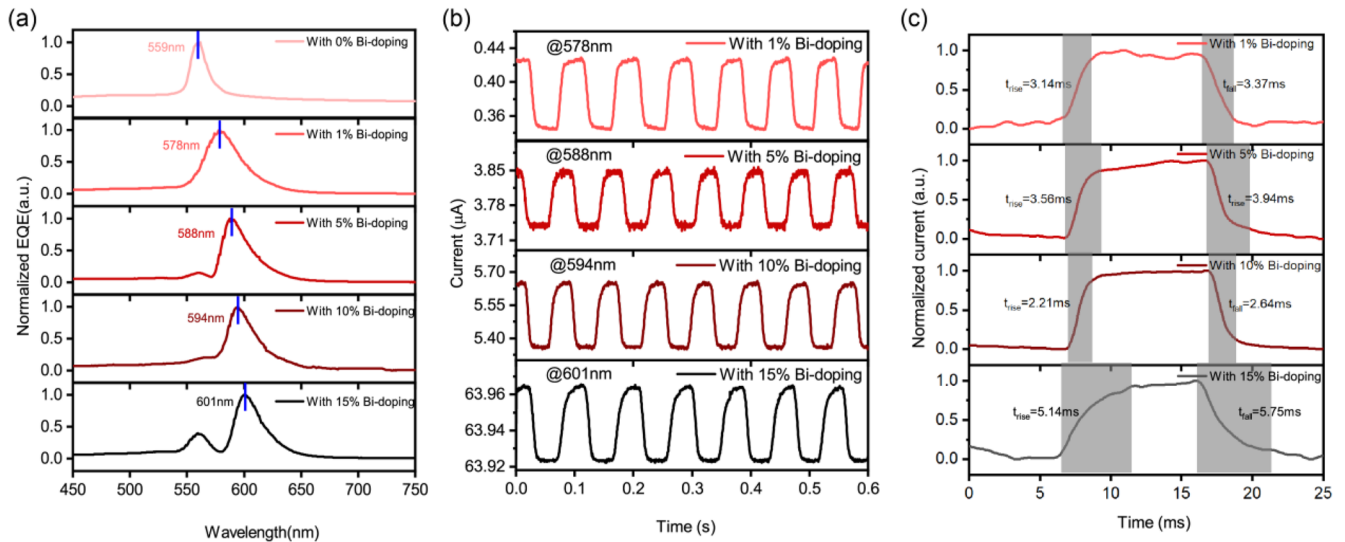 (a)
Normalized EQE(a.u.)
1.0
0.5
0.0
559nm
With 0% Bi-doping
1.0
0.5
0.0
578nm
With 1% Bi-doping
1.0
0.5
0.0
588nm
With 5% Bi-doping
1.0
0.5
0.0
594nm
With 10% Bi-doping
1.0
0.5
0.0
601nm
With 15% Bi-doping
450 500 550 600 650 700 750
Wavelength(nm)
(b)
Current (μA)
0.44
0.40
0.36
@578nm
With 1% Bi-doping
3.85
3.78
3.71
@588nm
With 5% Bi-doping
5.70
5.55
5.40
@594nm
With 10% Bi-doping
63.96
63.94
63.92
@601nm
With 15% Bi-doping
0.0 0.1 0.2 0.3 0.4 0.5 0.6
Time (s)
(c)
Normalized current (a.u.)
1.0
0.5
0.0
With 1% Bi-doping
trise=3.14ms
tfall=3.37ms
1.0
0.5
0.0
With 5% Bi-doping
trise=3.56ms
trise=3.94ms
1.0
0.5
0.0
With 10% Bi-doping
trise=2.21ms
tfall=2.64ms
1.0
0.5
0.0
With 15% Bi-doping
trise=5.14ms
tfall=5.75ms
0 5 10 15 20 25
Time (ms)